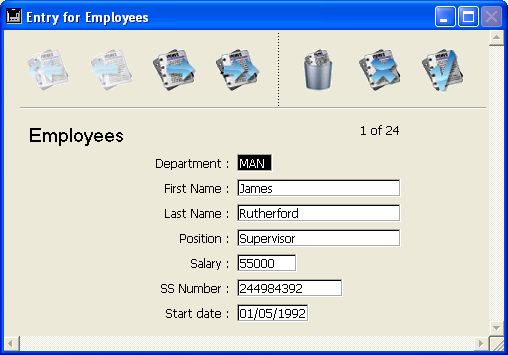 Entry for Employees
Employees
1 of 24
Department : MAN
First Name : James
Last Name : Rutherford
Position : Supervisor
Salary : 55000
SS Number : 244984392
Start date : 01/05/1992